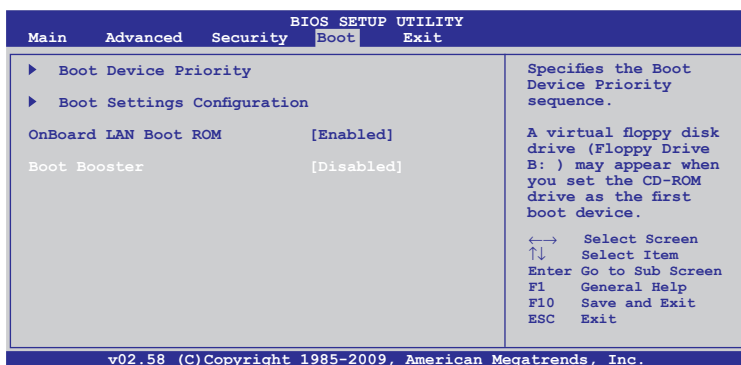 BIOS SETUP UTILITY
Main Advanced Security Boot Exit
Boot Device Priority
Boot Settings Configuration
OnBoard LAN Boot ROM [Enabled]
Boot Booster [Disabled]
Specifies the Boot
Device Priority
sequence.
A virtual floppy disk
drive (Floppy Drive
B: ) may appear when
you set the CD-ROM
drive as the first
boot device.
←→ Select Screen
↑↓ Select Item
Enter Go to Sub Screen
F1 General Help
F10 Save and Exit
ESC Exit
v02.58 (C)Copyright 1985-2009, American Megatrends, Inc.